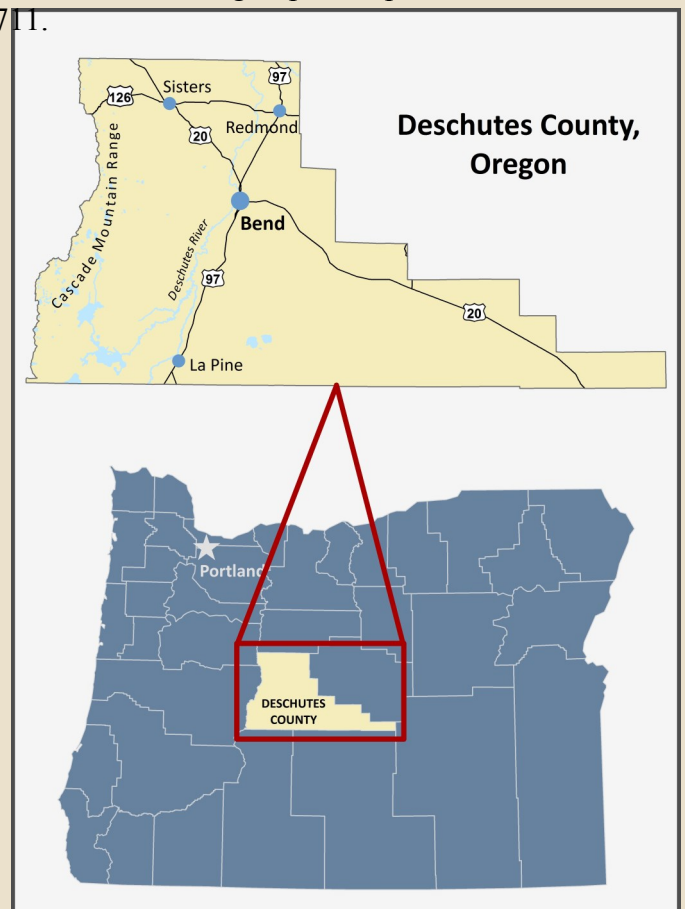 711.
97
Sisters
126
Redmond
20
Deschutes County,
Oregon
Cascade Mountain Range
Bend
Deschutes River
97
20
La Pine
Portland
DESCHUTES
COUNTY